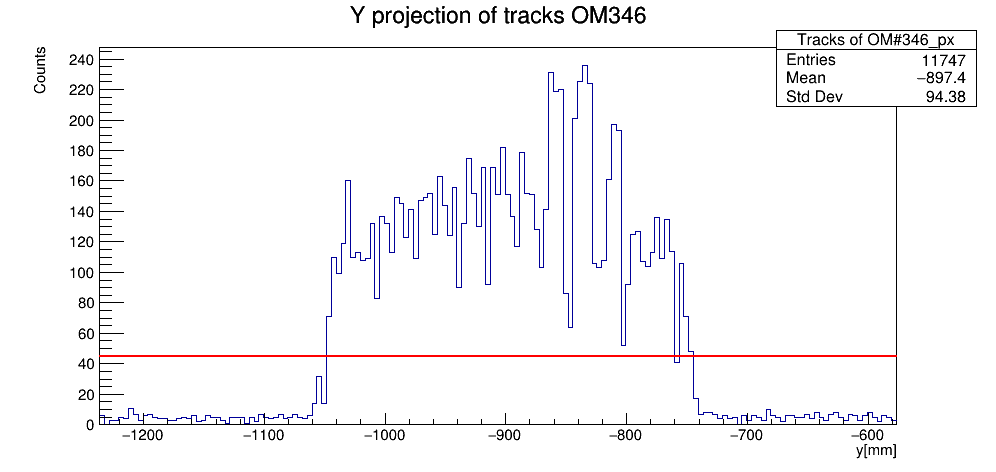 Y projection of tracks OM346
Counts
Tracks of OM#346_px
Entries 11747
Mean −897.4
Std Dev 94.38
240
220
200
180
160
140
120
100
80
60
40
20
0
−1200 −1100 −1000 −900 −800 −700 −600
y[mm]